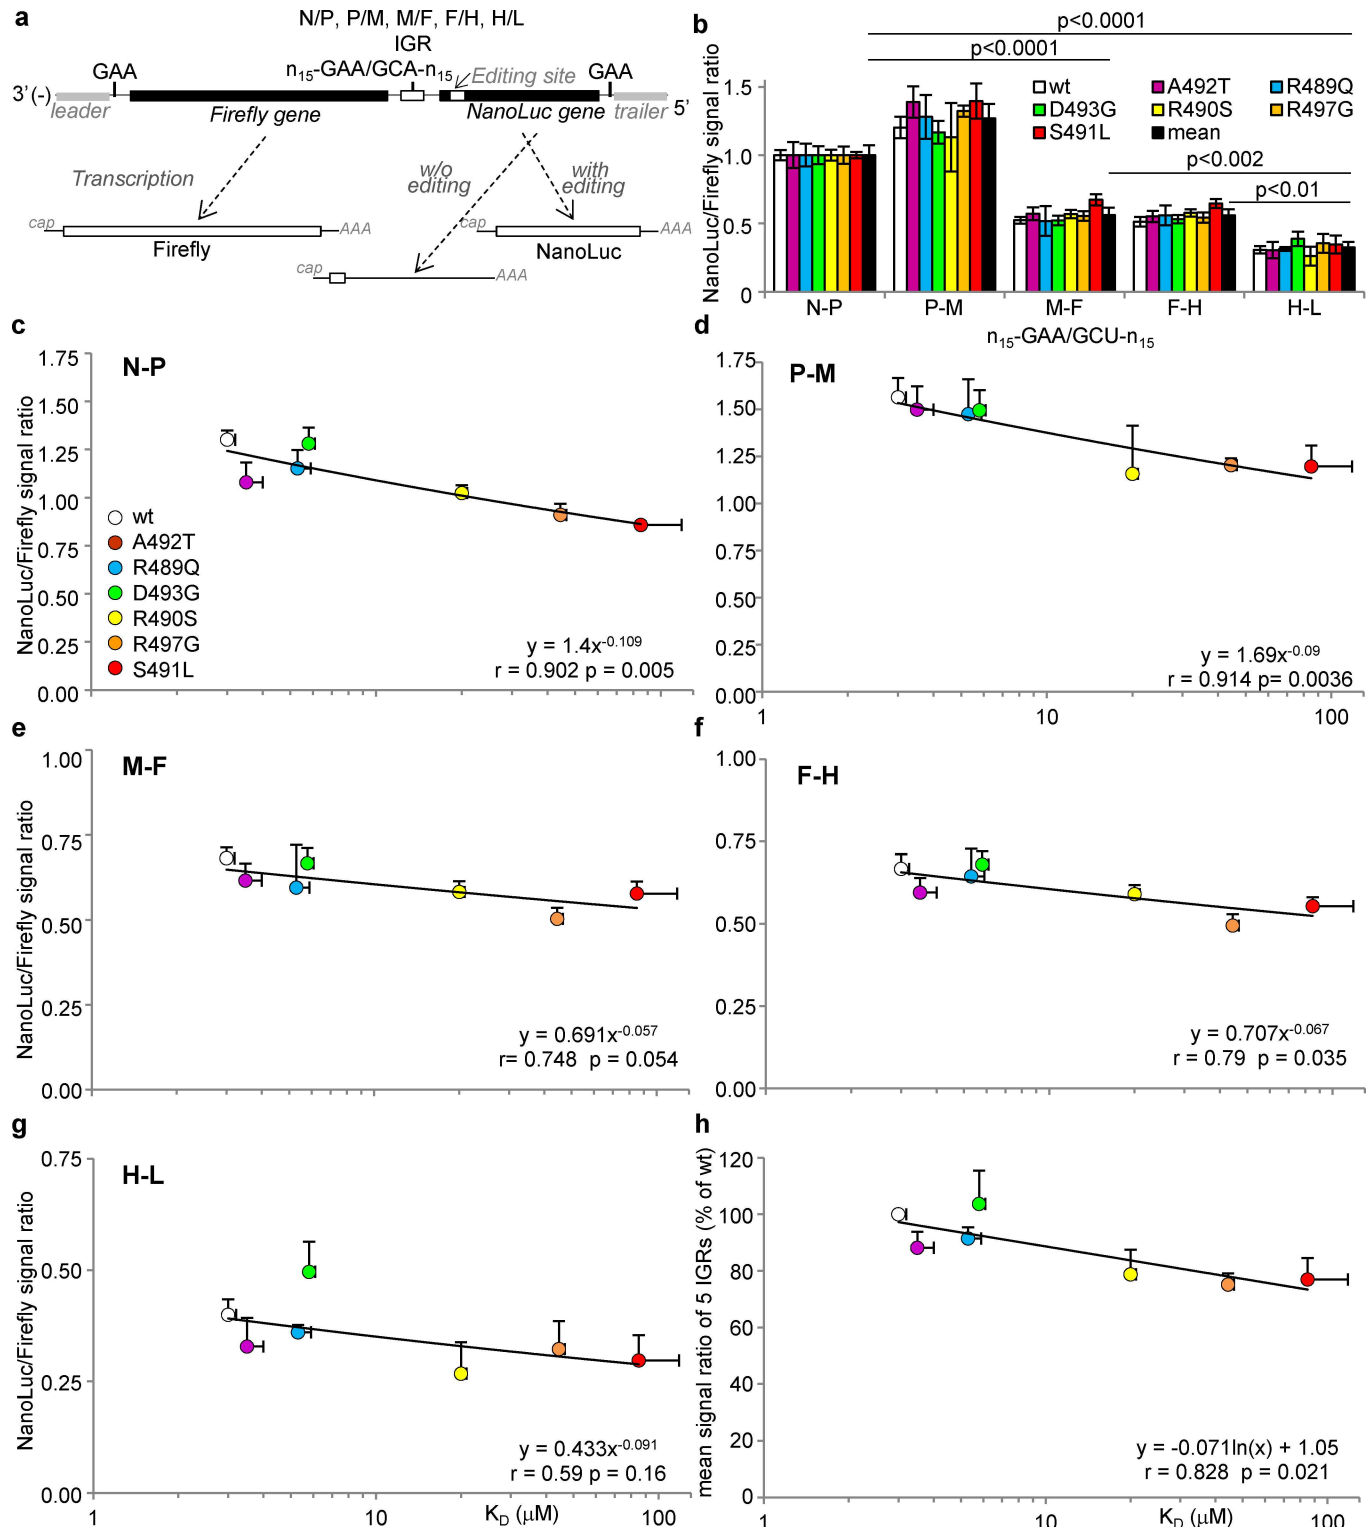 a
N/P, P/M, M/F, F/H, H/L
IGR
n15-GAA/GCA-n15
Editing site
GAA
GAA
3' (-)
5'
leader
Firefly gene
NanoLuc gene
trailer
Transcription
w/o editing
with editing
cap
AAA
Firefly
cap
AAA
NanoLuc
cap
AAA
b
NanoLuc/Firefly signal ratio
p<0.0001
p<0.0001
1.5
1.0
0.5
0
wt
A492T
R489Q
D493G
R490S
R497G
S491L
mean
p<0.002
p<0.01
N-P
P-M
M-F
F-H
H-L
n15-GAA/GCU-n15
c
N-P
NanoLuc/Firefly signal ratio
1.75
1.50
1.25
1.00
0.75
0.50
0.25
0.00
wt
A492T
R489Q
D493G
R490S
R497G
S491L
y = 1.4x^-0.109
r = 0.902 p = 0.005
d
P-M
1.75
1.50
1.25
1.00
0.75
0.50
0.25
0.00
y = 1.69x^-0.09
r = 0.914 p= 0.0036
1
10
100
e
M-F
NanoLuc/Firefly signal ratio
1.00
0.75
0.50
0.25
0.00
y = 0.691x^-0.057
r= 0.748 p = 0.054
f
F-H
1.00
0.75
0.50
0.25
0.00
y = 0.707x^-0.067
r = 0.79 p = 0.035
g
H-L
NanoLuc/Firefly signal ratio
0.75
0.50
0.25
0.00
y = 0.433x^-0.091
r = 0.59 p = 0.16
1
10
KD (μM)
100
h
mean signal ratio of 5 IGRs (% of wt)
120
100
80
60
40
20
0
y = -0.071ln(x) + 1.05
r = 0.828 p = 0.021
1
10
KD (μM)
100